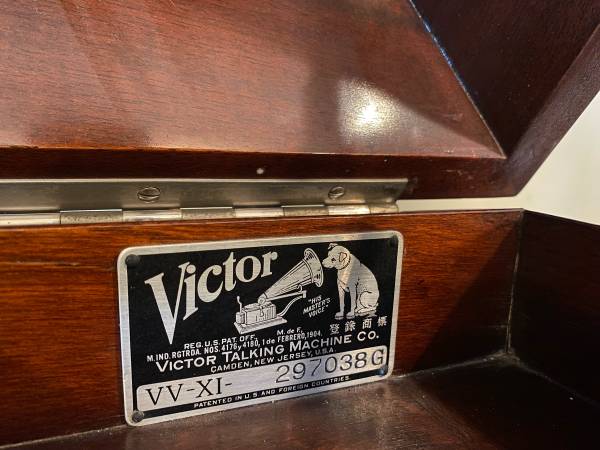 Victor
"HIS
MASTER'S
VOICE"
REG. U.S. PAT. OFF. M. de F. 登録商標
M. IND. RGTRDA. NOS. 4176 y 4180, 1 de FEBRERO, 1904.
VICTOR TALKING MACHINE CO.
CAMDEN, NEW JERSEY, U.S.A.
VV-XI- 297038G
PATENTED IN U.S. AND FOREIGN COUNTRIES